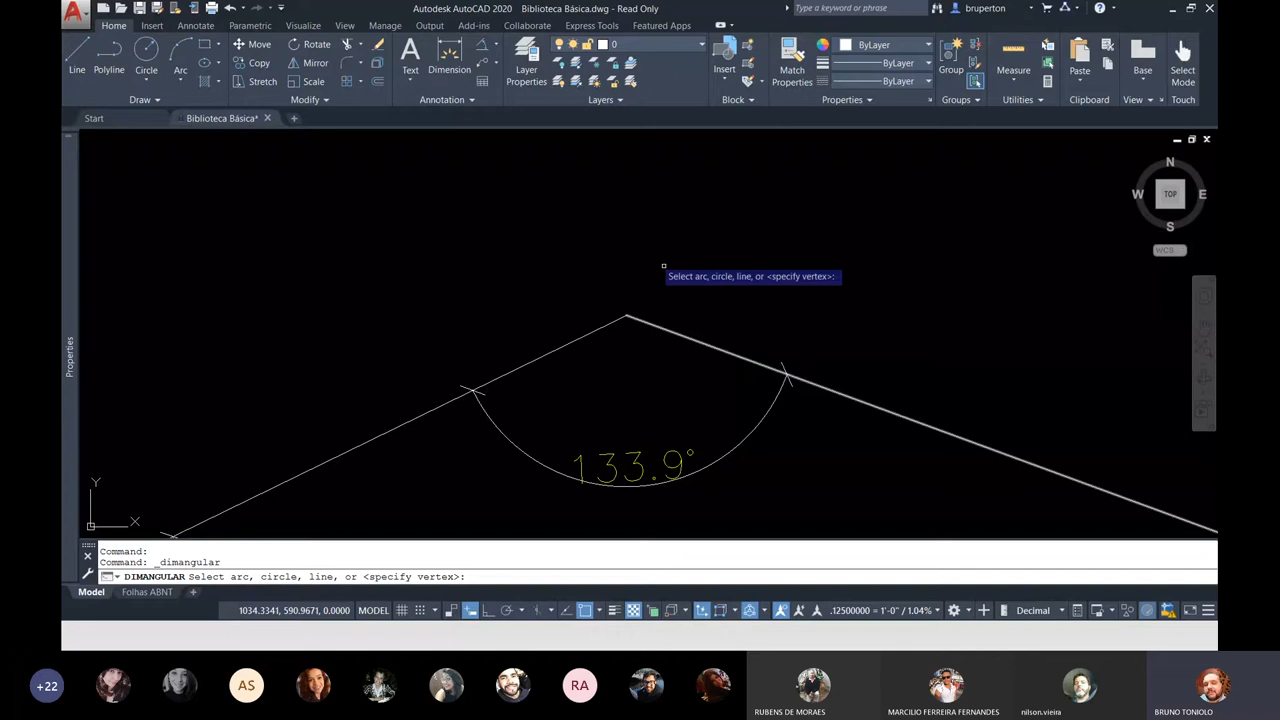 Autodesk AutoCAD 2020 Biblioteca Básica.dwg - Read Only
Type a keyword or phrase
bruperton
Home Insert Annotate Parametric Visualize View Manage Output Add-ins Collaborate Express Tools Featured Apps
Line Polyline Circle Arc
Move Rotate
Copy Mirror
Stretch Scale
Text Dimension
Layer Properties
0
Insert
Match Properties
ByLayer
ByLayer
ByLayer
Group
Measure
Paste
Base
Select Mode
Draw Modify Annotation Layers Block Properties Groups Utilities Clipboard View Touch
Start Biblioteca Básica*
N
W TOP E
S
WCS
Select arc, circle, line, or <specify vertex>:
Properties
133.9°
Y
X
Command:
Command: _dimangular
DIMANGULAR Select arc, circle, line, or <specify vertex>:
Model Folhas ABNT
1034.3341, 590.9671, 0.0000 MODEL .12500000 = 1'-0" / 1.04% Decimal
+22 AS RA
RUBENS DE MORAES MARCILIO FERREIRA FERNANDES nilson.vieira BRUNO TONIOLO